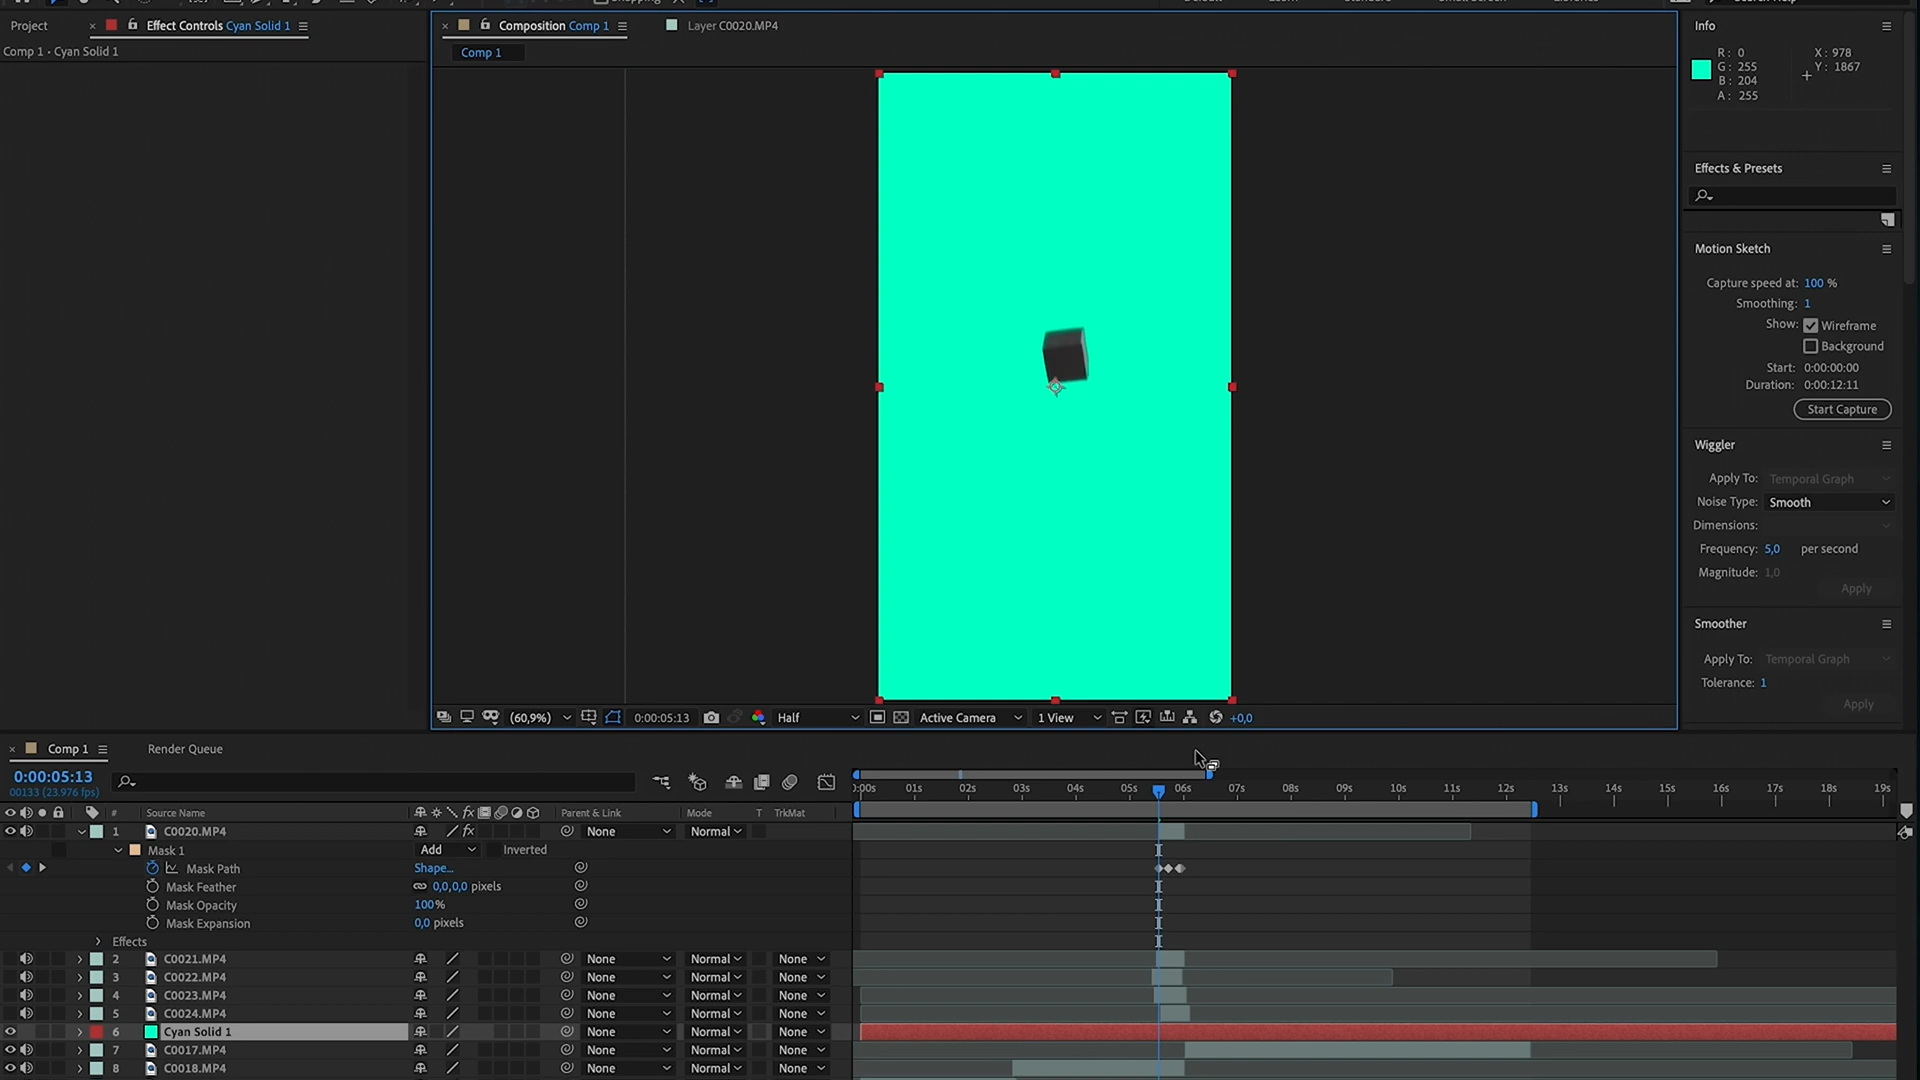 Project
Effect Controls Cyan Solid 1
Composition Comp 1
Layer C0020.MP4
Comp 1 • Cyan Solid 1
Comp 1
Info
R: 0
G: 255
B: 204
A: 255
X: 978
Y: 1867
Effects & Presets
Motion Sketch
Capture speed at: 100 %
Smoothing: 1
Show: Wireframe
Background
Start: 0:00:00:00
Duration: 0:00:12:11
Start Capture
Wiggler
Apply To: Temporal Graph
Noise Type: Smooth
Dimensions:
Frequency: 5,0 per second
Magnitude: 1,0
Apply
Smoother
Apply To: Temporal Graph
Tolerance: 1
Apply
(60,9%) 0:00:05:13 Half Active Camera 1 View +0,0
Comp 1 Render Queue
0:00:05:13
00133 (23.976 fps)
:00s 01s 02s 03s 04s 05s 06s 07s 08s 09s 10s 11s 12s 13s 14s 15s 16s 17s 18s 19s
# Source Name Parent & Link Mode T TrkMat
1 C0020.MP4 None Normal
Mask 1 Add Inverted
Mask Path Shape...
Mask Feather 0,0,0,0 pixels
Mask Opacity 100%
Mask Expansion 0,0 pixels
Effects
2 C0021.MP4 None Normal None
3 C0022.MP4 None Normal None
4 C0023.MP4 None Normal None
5 C0024.MP4 None Normal None
6 Cyan Solid 1 None Normal None
7 C0017.MP4 None Normal None
8 C0018.MP4 None Normal None